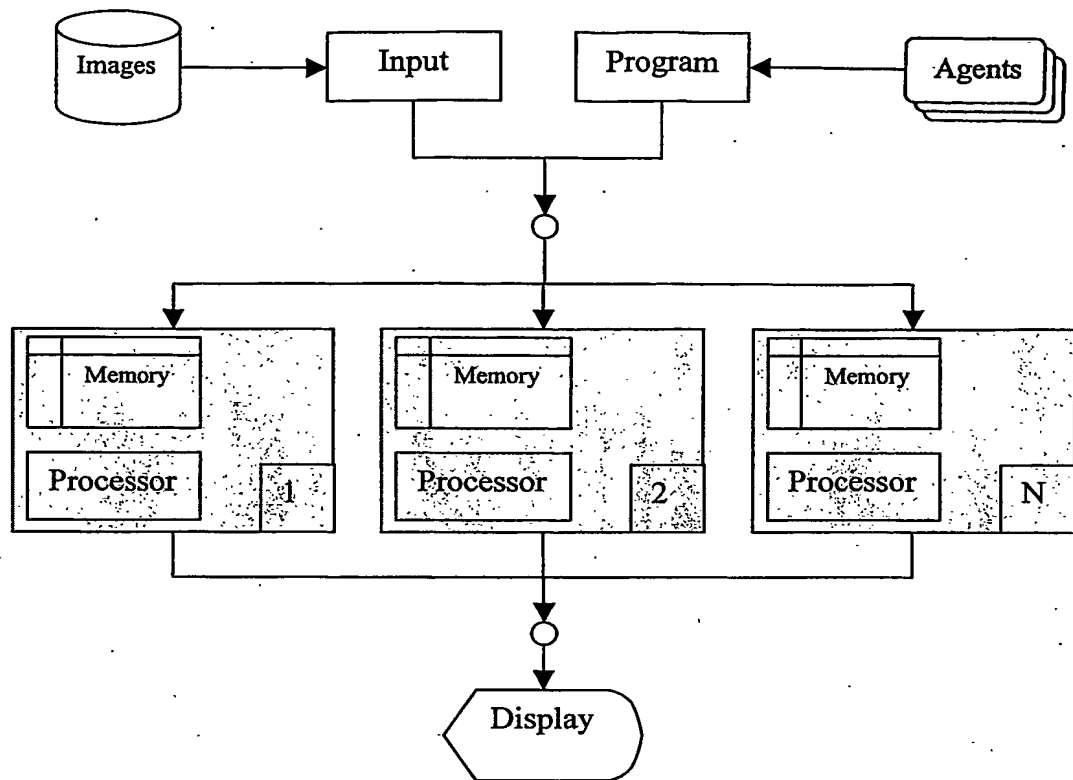 Images
Input
Program
Agents
Memory
Processor
1
Memory
Processor
2
Memory
Processor
N
Display